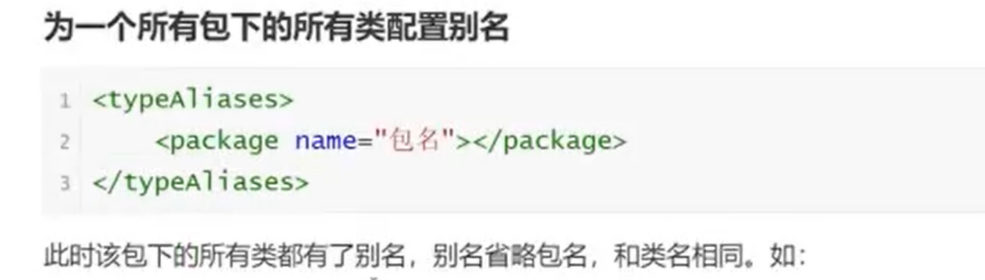 为一个所有包下的所有类配置别名
1 <typeAliases>
2 <package name="包名"></package>
3 </typeAliases>
此时该包下的所有类都有了别名，别名省略包名，和类名相同。如：